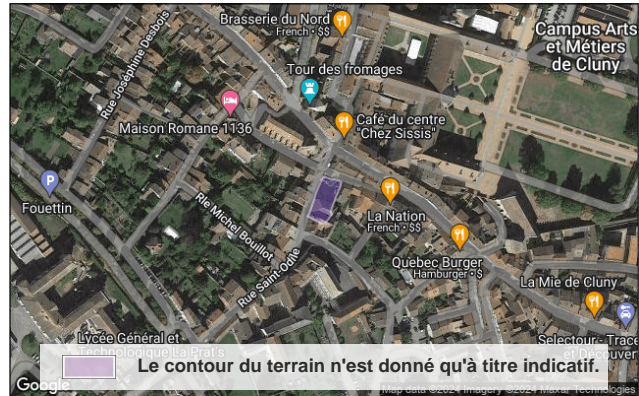 Brasserie du Nord
French • $$
Campus Arts
et Métiers
de Cluny
Rue Joséphine Desbois
Tour des fromages
Maison Romane 1136
Café du centre
"Chez Sissis"
Fouettin
Rle Michel Bouillot
La Nation
French • $$
Rue Saint-Odile
Quebec Burger
Hamburger • $
La Mie de Cluny
Lycée Général et
Technologique La Prat's
Selectour - Trace
et Découver
Le contour du terrain n'est donné qu'à titre indicatif.
Google
Map data ©2024 Imagery ©2024 Maxar Technologies